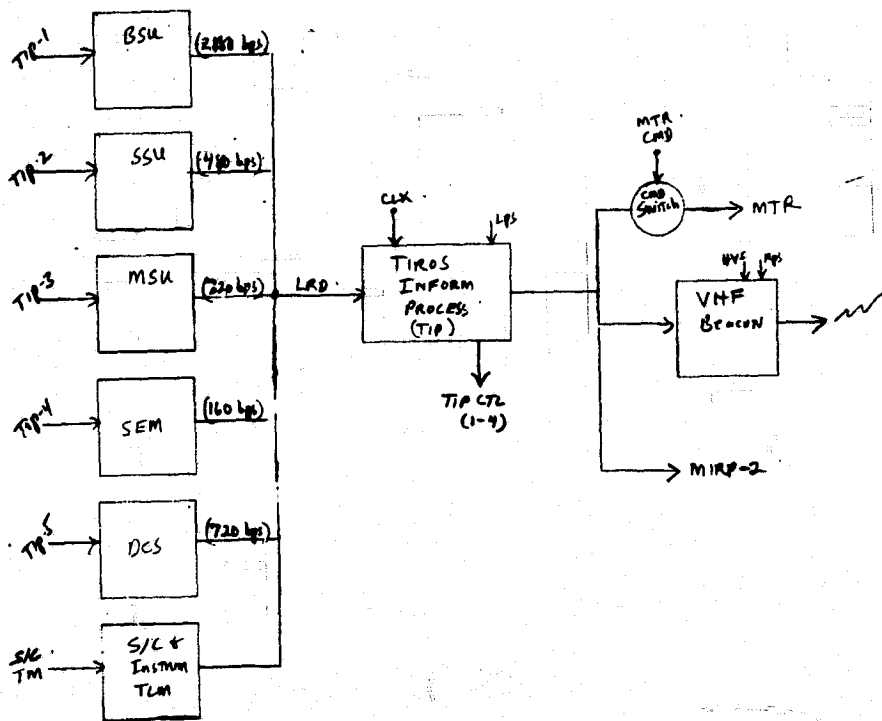 TIP-1
BSU
(2880 bps)
TIP-2
SSU
(480 bps)
TIP-3
MSU
(320 bps)
LRD
TIP-4
SEM
(160 bps)
TIP-5
DCS
(720 bps)
S/C
TM
S/C &
INSTRUM
TLM
CLK
LPS
TIROS
INFORM
PROCESS
(TIP)
TIP CTL
(1-4)
MTR
CMD
CMD
Switch
MTR
RPS
VHF
BEACON
MIRP-2